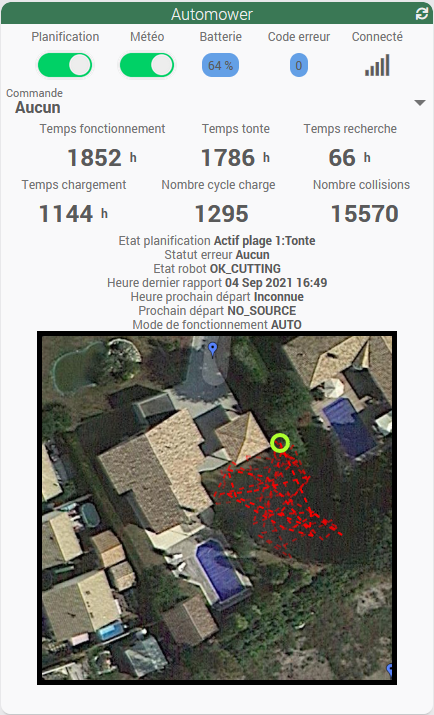 Automower
Planification Météo Batterie Code erreur Connecté
64 % 0
Commande
Aucun
Temps fonctionnement Temps tonte Temps recherche
1852 h 1786 h 66 h
Temps chargement Nombre cycle charge Nombre collisions
1144 h 1295 15570
Etat planification Actif plage 1:Tonte
Statut erreur Aucun
Etat robot OK_CUTTING
Heure dernier rapport 04 Sep 2021 16:49
Heure prochain départ Inconnue
Prochain départ NO_SOURCE
Mode de fonctionnement AUTO